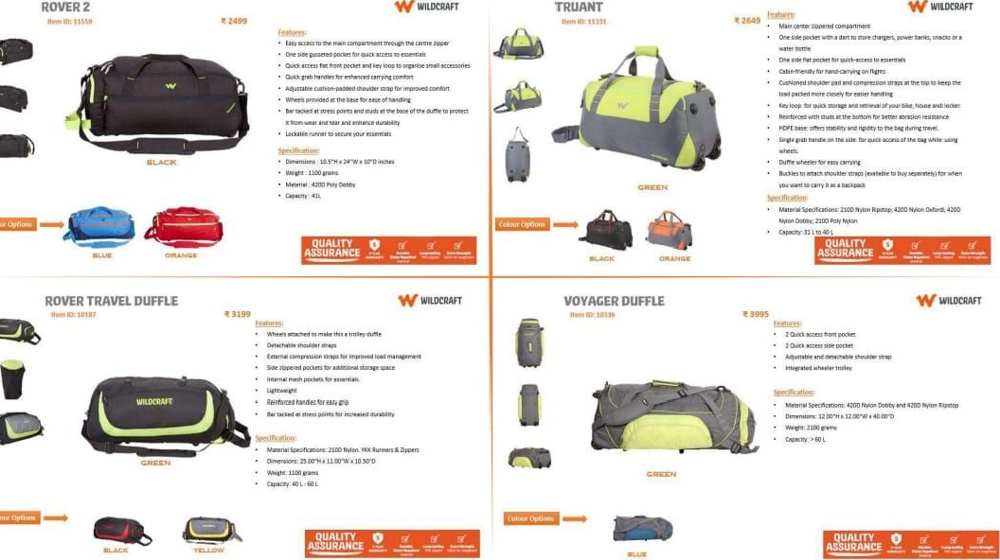 ROVER 2
WILDCRAFT
Item ID: 11559
₹ 2499
Features:
• Easy access to the main compartment through the centre zipper
• One side gusseted pocket for quick access to essentials
• Quick access flat front pocket and key loop to organise small accessories
• Quick grab handles for enhanced carrying comfort
• Adjustable cushion-padded shoulder strap for improved comfort
• Wheels provided at the base for ease of handling
• Bar tacked at stress points and studs at the base of the duffle to protect
it from wear and tear and enhance durability
• Lockable runner to secure your essentials
Specification:
• Dimensions : 10.5"H x 24"W x 10"D inches
• Weight : 1100 grams
• Material : 420D Poly Dobby
• Capacity : 41L
BLACK
our Options
BLUE
ORANGE
QUALITY
ASSURANCE
5
TRUANT
WILDCRAFT
Item ID: 11331
₹ 2649
Features:
• Main center zippered compartment
• One side pocket with a dart to store chargers, power banks, snacks or a
water bottle
• One side flat pocket for quick-access to essentials
• Cabin-friendly for hand-carrying on flights
• Cushioned shoulder pad and compression straps at the top to keep the
load packed more closely for easier handling
• Key loop: for quick storage and retrieval of your bike, house and locker.
• Reinforced with studs at the bottom for better abrasion resistance
• HDPE base: offers stability and rigidity to the bag during travel.
• Single grab handle on the side: for quick access of the bag while: using
wheels.
• Duffle wheeler for easy carrying
• Buckles to attach shoulder straps (available to buy separately) for when
you want to carry it as a backpack
Specification:
• Material Specifications: 210D Nylon Ripstop; 420D Nylon Oxford; 420D
Nylon Dobby; 210D Poly Nylon
• Capacity: 31 L to 40 L
GREEN
Colour Options
BLACK
ORANGE
QUALITY
ASSURANCE
5
ROVER TRAVEL DUFFLE
WILDCRAFT
Item ID: 10187
₹ 3199
Features:
• Wheels attached to make this a trolley duffle
• Detachable shoulder straps
• External compression straps for improved load management
• Side zippered pockets for additional storage space
• Internal mesh pockets for essentials
• Lightweight
• Reinforced handles for easy grip
• Bar tacked at stress points for increased durability
Specification:
• Material Specifications: 210D Nylon. YKK Runners & Zippers
• Dimensions: 25.00"H x 11.00"W x 10.50"D
• Weight: 1100 grams
• Capacity: 40 L - 60 L
WILDCRAFT
GREEN
our Options
BLACK
YELLOW
QUALITY
ASSURANCE
5
VOYAGER DUFFLE
WILDCRAFT
Item ID: 10336
₹ 3995
Features:
• 2 Quick access front pocket
• 2 Quick access side pocket
• Adjustable and detachable shoulder strap
• Integrated wheeler trolley
Specification:
• Material Specifications: 420D Nylon Dobby and 420D Nylon Ripstop
• Dimensions: 12.00"H x 12.00"W x 40.00"D
• Weight: 2100 grams
• Capacity: > 60 L
GREEN
Colour Options
BLUE
QUALITY
ASSURANCE
5